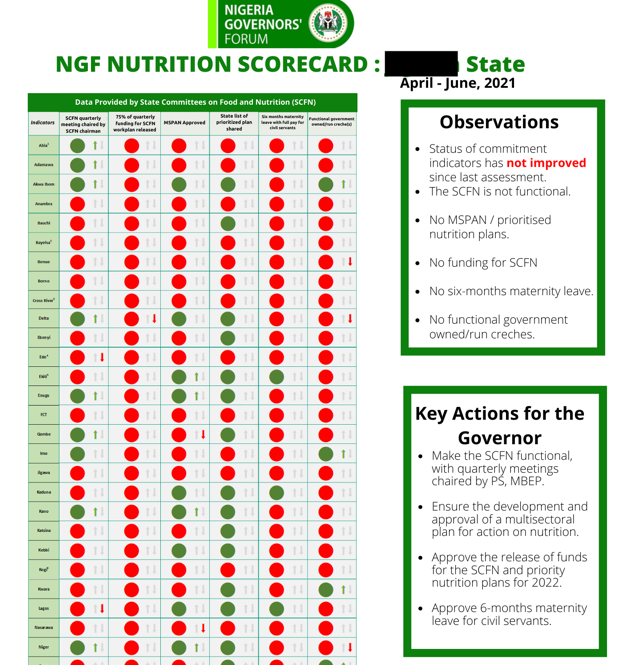 NIGERIA
GOVERNORS'
FORUM
NGF NUTRITION SCORECARD : State
April - June, 2021
Data Provided by State Committees on Food and Nutrition (SCFN)
Indicators
SCFN quarterly
meeting chaired by
SCFN chairman
75% of quarterly
funding for SCFN
workplan released
MSPAN Approved
State list of
prioritized plan
shared
Six-months maternity
leave with full pay for
civil servants
Functional government
owned/run creche(s)
Abia
Adamawa
Akwa Ibom
Anambra
Bauchi
Bayelsa
Benue
Borno
Cross River
Delta
Ebonyi
Edo
Ekiti
Enugu
FCT
Gombe
Imo
Jigawa
Kaduna
Kano
Katsina
Kebbi
Kogi
Kwara
Lagos
Nasarawa
Niger
Observations
• Status of commitment
indicators has not improved
since last assessment.
• The SCFN is not functional.
• No MSPAN / prioritised
nutrition plans.
• No funding for SCFN
• No six-months maternity leave.
• No functional government
owned/run creches.
Key Actions for the
Governor
• Make the SCFN functional,
with quarterly meetings
chaired by PS, MBEP.
• Ensure the development and
approval of a multisectoral
plan for action on nutrition.
• Approve the release of funds
for the SCFN and priority
nutrition plans for 2022.
• Approve 6-months maternity
leave for civil servants.